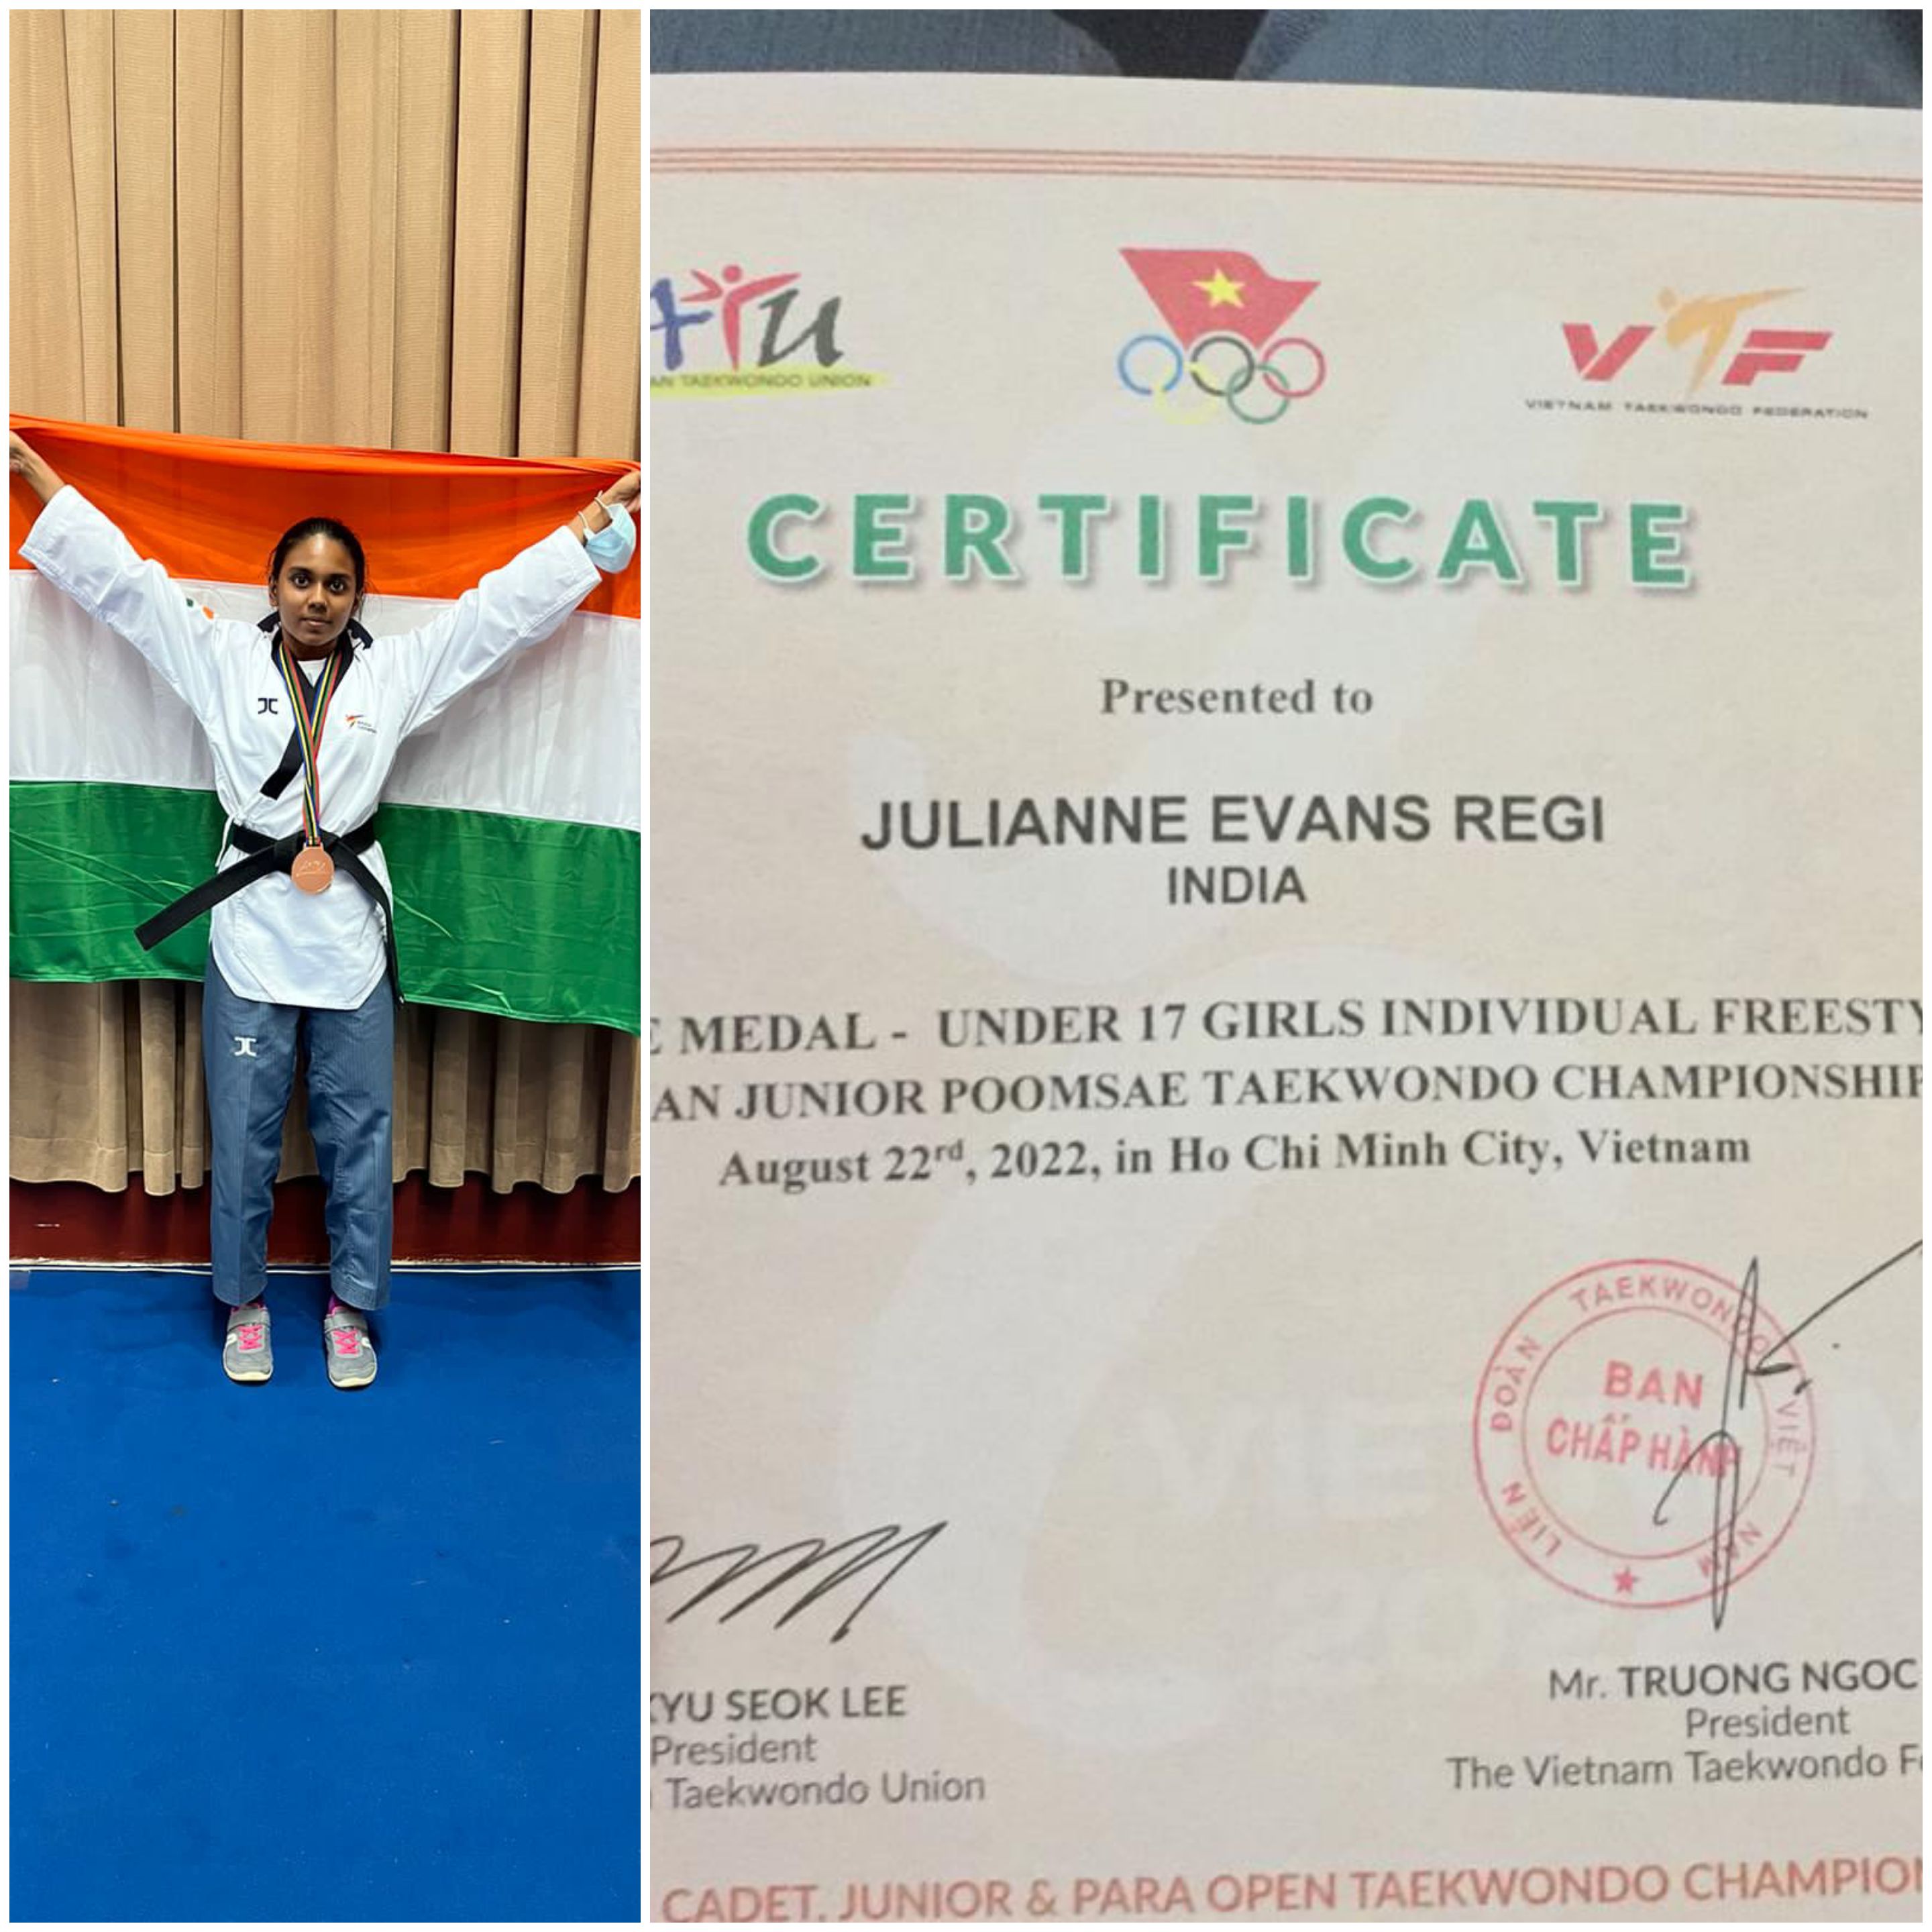 JC
JC
ATU
AN TAEKWONDO UNION
VTF
VIETNAM TAEKWONDO FEDERATION
CERTIFICATE
Presented to
JULIANNE EVANS REGI
INDIA
E MEDAL - UNDER 17 GIRLS INDIVIDUAL FREESTY
AN JUNIOR POOMSAE TAEKWONDO CHAMPIONSHIP
August 22rd, 2022, in Ho Chi Minh City, Vietnam
LIÊN ĐOÀN TAEKWONDO VIỆT NAM
BAN
CHẤP HÀNH
KYU SEOK LEE
President
Taekwondo Union
Mr. TRUONG NGOC
President
The Vietnam Taekwondo F
CADET, JUNIOR & PARA OPEN TAEKWONDO CHAMPIO